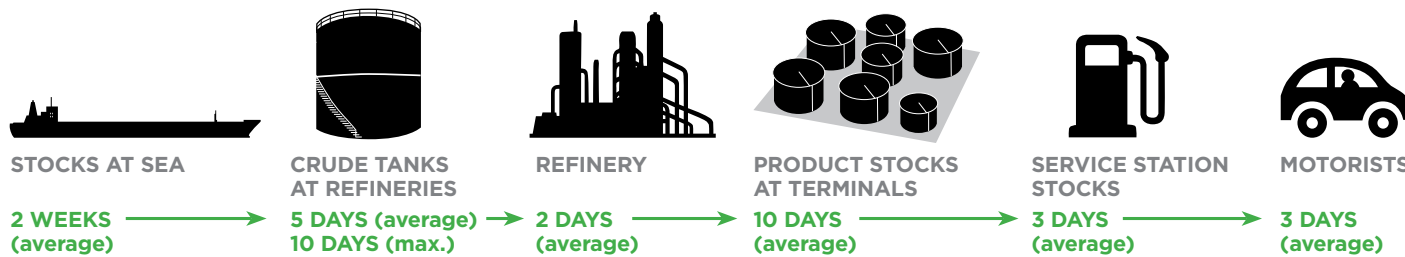 STOCKS AT SEA
2 WEEKS
(average)
CRUDE TANKS
AT REFINERIES
5 DAYS (average)
10 DAYS (max.)
REFINERY
2 DAYS
(average)
PRODUCT STOCKS
AT TERMINALS
10 DAYS
(average)
SERVICE STATION
STOCKS
3 DAYS
(average)
MOTORISTS
3 DAYS
(average)